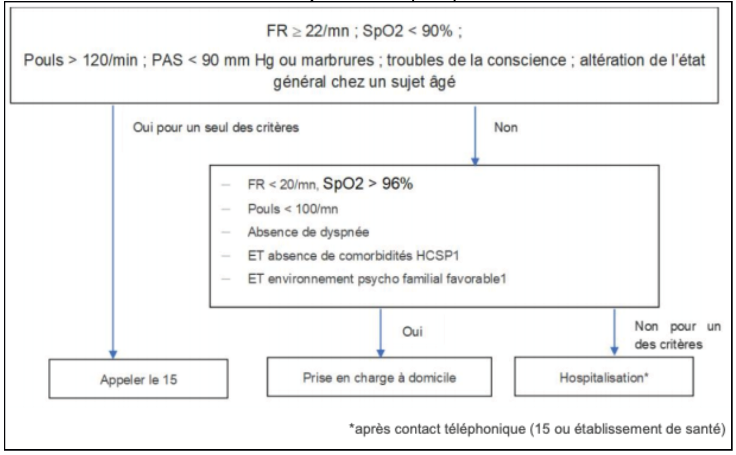 FR ≥ 22/mn ; SpO2 < 90% ;
Pouls > 120/min ; PAS < 90 mm Hg ou marbrures ; troubles de la conscience ; altération de l'état
général chez un sujet âgé
Oui pour un seul des critères
Non
– FR < 20/mn, SpO2 > 96%
– Pouls < 100/mn
– Absence de dyspnée
– ET absence de comorbidités HCSP1
– ET environnement psycho familial favorable1
Oui
Non pour un
des critères
Appeler le 15
Prise en charge à domicile
Hospitalisation*
*après contact téléphonique (15 ou établissement de santé)